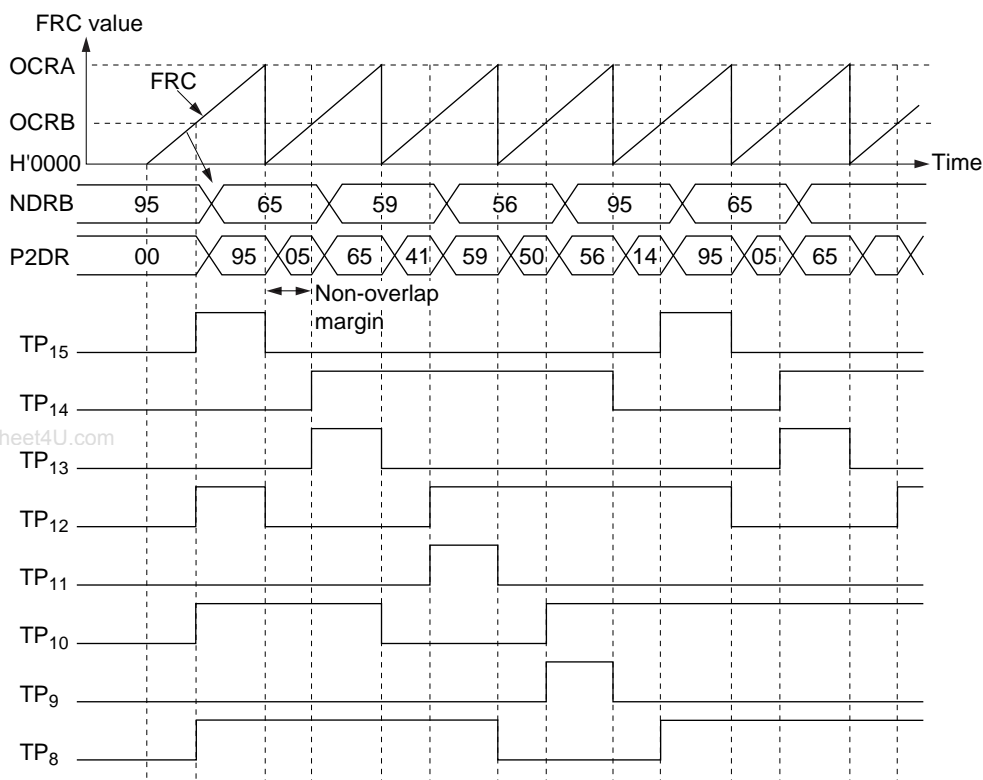 FRC value
OCRA
FRC
OCRB
H'0000
Time
NDRB 95 65 59 56 95 65
P2DR 00 95 05 65 41 59 50 56 14 95 05 65
Non-overlap
margin
TP15
TP14
heet4U.com
TP13
TP12
TP11
TP10
TP9
TP8